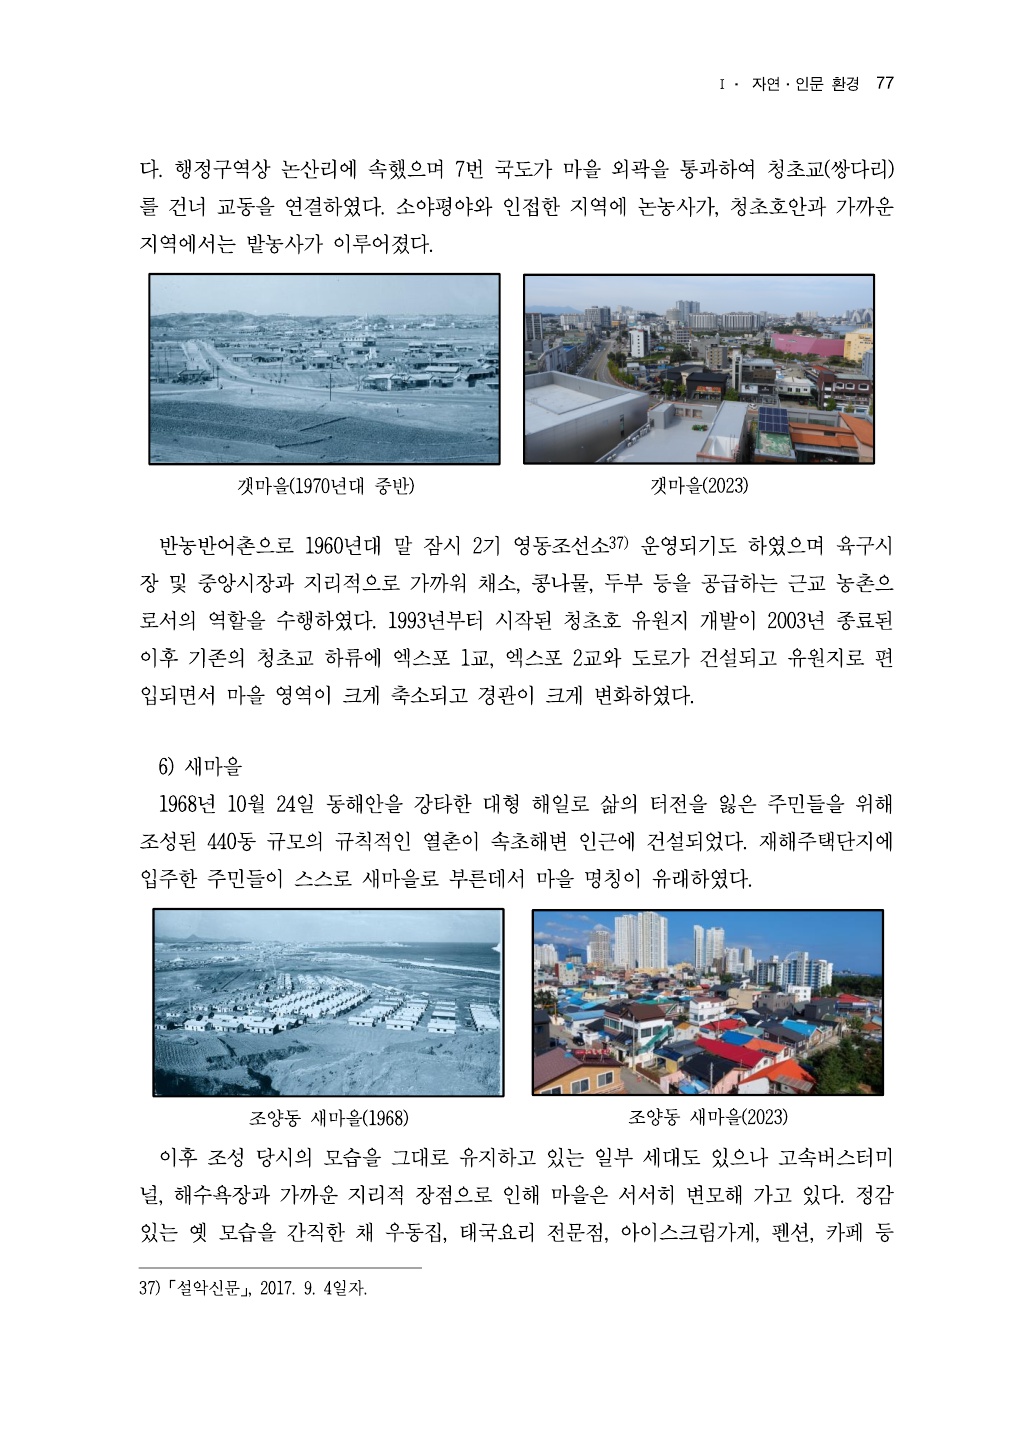 Ⅰ · 자연·인문 환경 77
다. 행정구역상 논산리에 속했으며 7번 국도가 마을 외곽을 통과하여 청초교(쌍다리)
를 건너 교동을 연결하였다. 소야평야와 인접한 지역에 논농사가, 청초호안과 가까운
지역에서는 밭농사가 이루어졌다.
갯마을(1970년대 중반)
갯마을(2023)
반농반어촌으로 1960년대 말 잠시 2기 영동조선소37) 운영되기도 하였으며 육구시
장 및 중앙시장과 지리적으로 가까워 채소, 콩나물, 두부 등을 공급하는 근교 농촌으
로서의 역할을 수행하였다. 1993년부터 시작된 청초호 유원지 개발이 2003년 종료된
이후 기존의 청초교 하류에 엑스포 1교, 엑스포 2교와 도로가 건설되고 유원지로 편
입되면서 마을 영역이 크게 축소되고 경관이 크게 변화하였다.
6) 새마을
1968년 10월 24일 동해안을 강타한 대형 해일로 삶의 터전을 잃은 주민들을 위해
조성된 440동 규모의 규칙적인 열촌이 속초해변 인근에 건설되었다. 재해주택단지에
입주한 주민들이 스스로 새마을로 부른데서 마을 명칭이 유래하였다.
조양동 새마을(1968)
조양동 새마을(2023)
이후 조성 당시의 모습을 그대로 유지하고 있는 일부 세대도 있으나 고속버스터미
널, 해수욕장과 가까운 지리적 장점으로 인해 마을은 서서히 변모해 가고 있다. 정감
있는 옛 모습을 간직한 채 우동집, 태국요리 전문점, 아이스크림가게, 펜션, 카페 등
37) 「설악신문」, 2017. 9. 4일자.